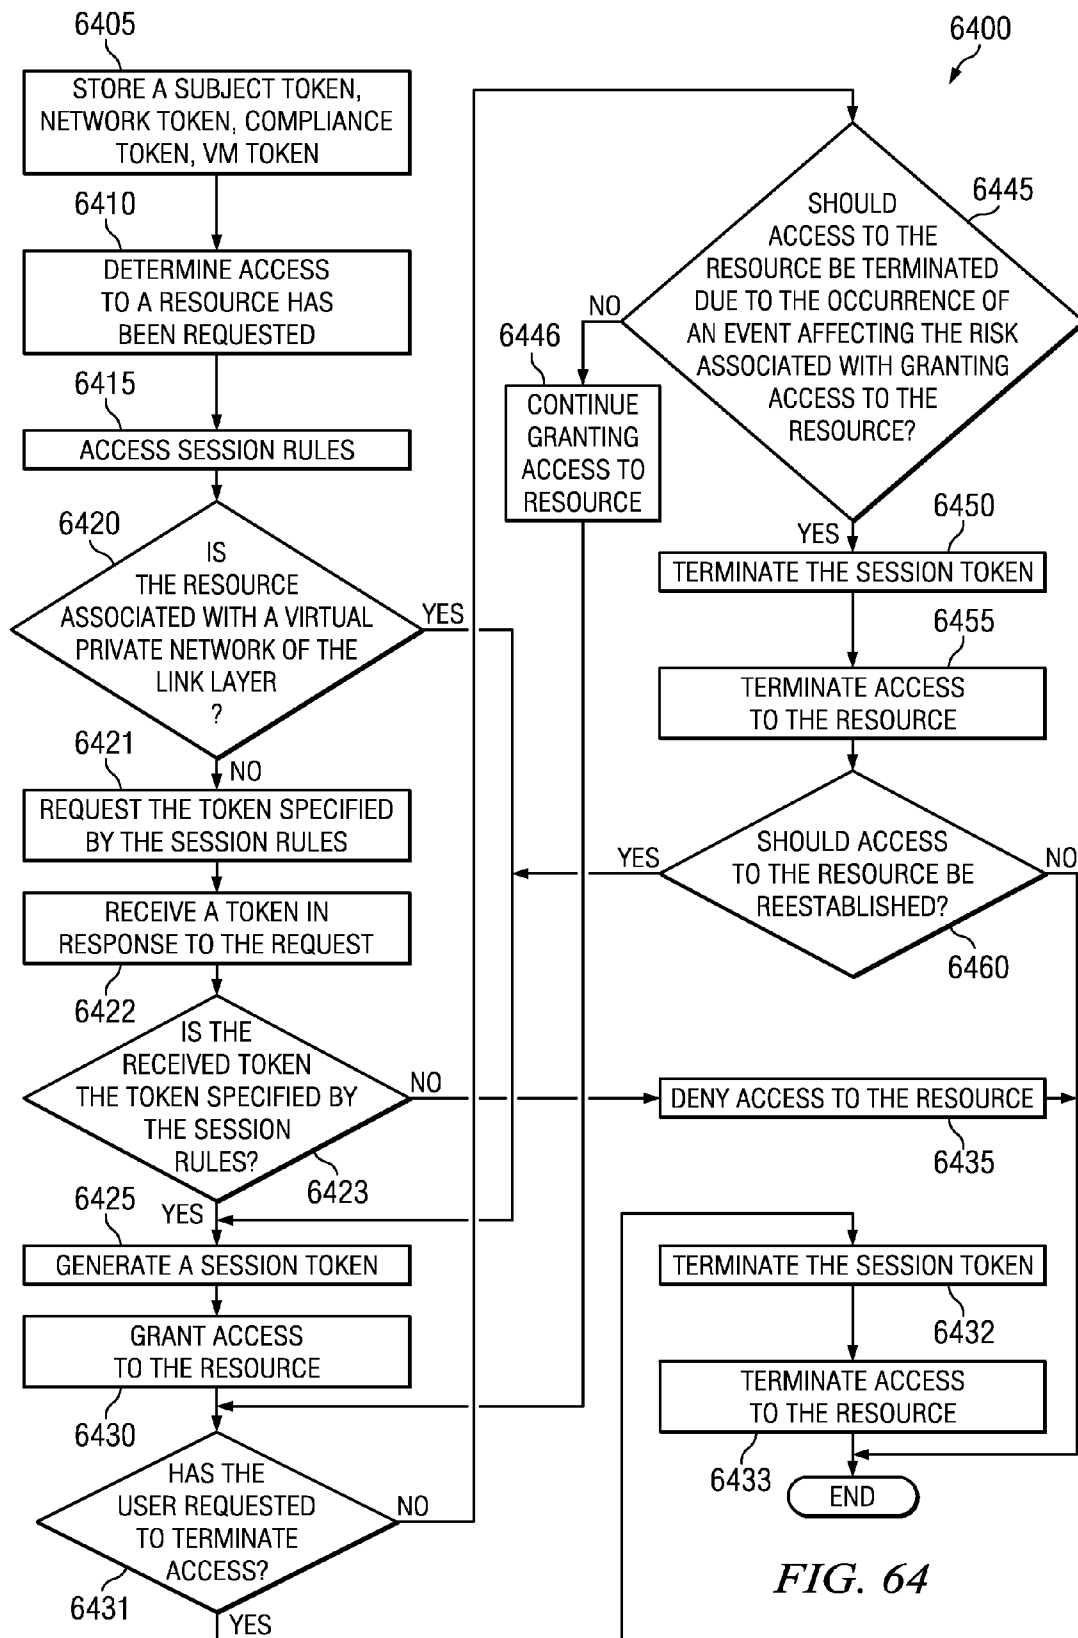 6405
STORE A SUBJECT TOKEN,
NETWORK TOKEN, COMPLIANCE
TOKEN, VM TOKEN
6410
DETERMINE ACCESS
TO A RESOURCE HAS
BEEN REQUESTED
6415
ACCESS SESSION RULES
6420
IS
THE RESOURCE
ASSOCIATED WITH A VIRTUAL
PRIVATE NETWORK OF THE
LINK LAYER
?
YES
NO
6421
REQUEST THE TOKEN SPECIFIED
BY THE SESSION RULES
RECEIVE A TOKEN IN
RESPONSE TO THE REQUEST
6422
IS THE
RECEIVED TOKEN
THE TOKEN SPECIFIED BY
THE SESSION
RULES?
NO
6423
YES
6425
GENERATE A SESSION TOKEN
GRANT ACCESS
TO THE RESOURCE
6430
HAS THE
USER REQUESTED
TO TERMINATE
ACCESS?
NO
6431
YES
6400
SHOULD
ACCESS TO THE
RESOURCE BE TERMINATED
DUE TO THE OCCURRENCE OF
AN EVENT AFFECTING THE RISK
ASSOCIATED WITH GRANTING
ACCESS TO THE
RESOURCE?
6445
NO
6446
CONTINUE
GRANTING
ACCESS TO
RESOURCE
YES
6450
TERMINATE THE SESSION TOKEN
6455
TERMINATE ACCESS
TO THE RESOURCE
SHOULD ACCESS
TO THE RESOURCE BE
REESTABLISHED?
YES
NO
6460
DENY ACCESS TO THE RESOURCE
6435
TERMINATE THE SESSION TOKEN
6432
TERMINATE ACCESS
TO THE RESOURCE
6433
END
FIG. 64